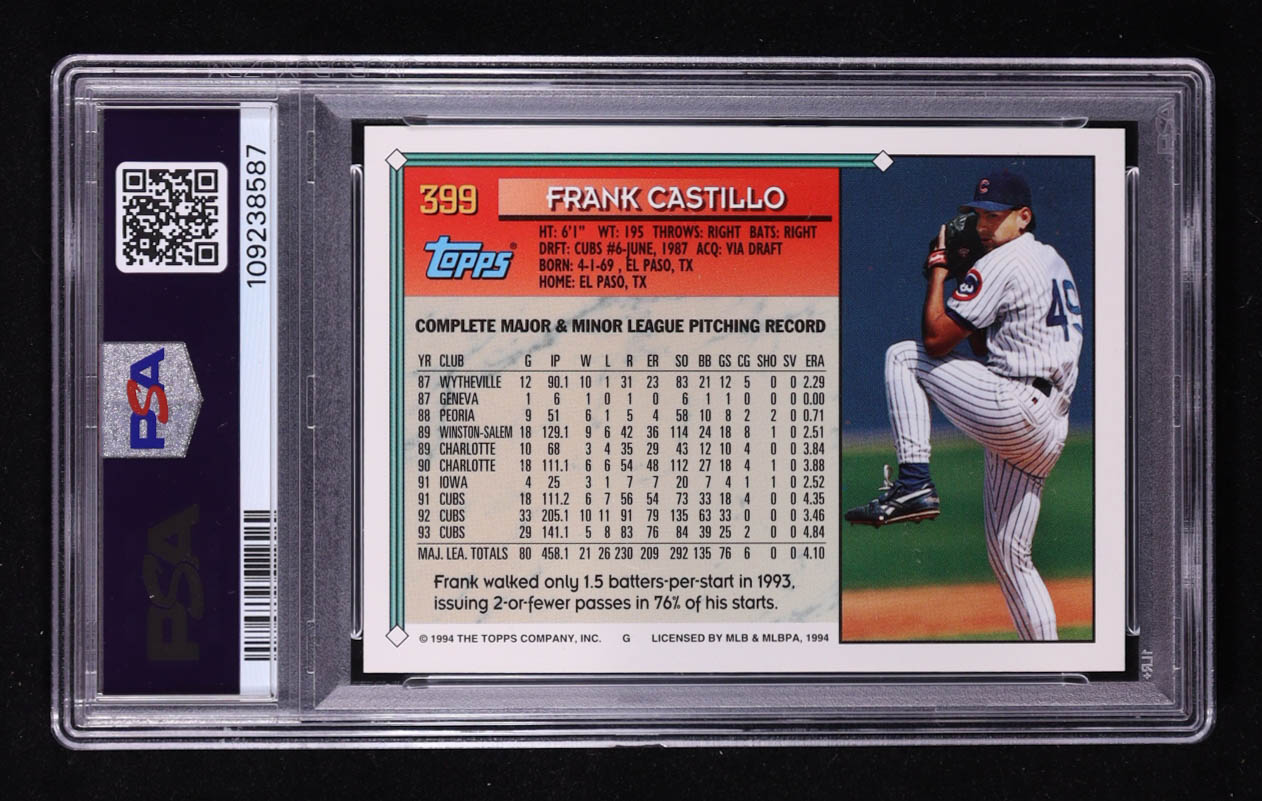 109238587
PSA
PSA
399
FRANK CASTILLO
topps®
HT: 6'1" WT: 195 THROWS: RIGHT BATS: RIGHT
DRFT: CUBS #6-JUNE, 1987 ACQ: VIA DRAFT
BORN: 4-1-69 , EL PASO, TX
HOME: EL PASO, TX
COMPLETE MAJOR & MINOR LEAGUE PITCHING RECORD
YR CLUB G IP W L R ER SO BB GS CG SHO SV ERA
87 WYTHEVILLE 12 90.1 10 1 31 23 83 21 12 5 0 0 2.29
87 GENEVA 1 6 1 0 1 0 6 1 1 0 0 0 0.00
88 PEORIA 9 51 6 1 5 4 58 10 8 2 2 0 0.71
89 WINSTON-SALEM 18 129.1 9 6 42 36 114 24 18 8 1 0 2.51
89 CHARLOTTE 10 68 3 4 35 29 43 12 10 4 0 0 3.84
90 CHARLOTTE 18 111.1 6 6 54 48 112 27 18 4 1 0 3.88
91 IOWA 4 25 3 1 7 7 20 7 4 1 1 0 2.52
91 CUBS 18 111.2 6 7 56 54 73 33 18 4 0 0 4.35
92 CUBS 33 205.1 10 11 91 79 135 63 33 0 0 0 3.46
93 CUBS 29 141.1 5 8 83 76 84 39 25 2 0 0 4.84
MAJ. LEA. TOTALS 80 458.1 21 26 230 209 292 135 76 6 0 0 4.10
Frank walked only 1.5 batters-per-start in 1993,
issuing 2-or-fewer passes in 76% of his starts.
© 1994 THE TOPPS COMPANY, INC. G LICENSED BY MLB & MLBPA, 1994
C
49